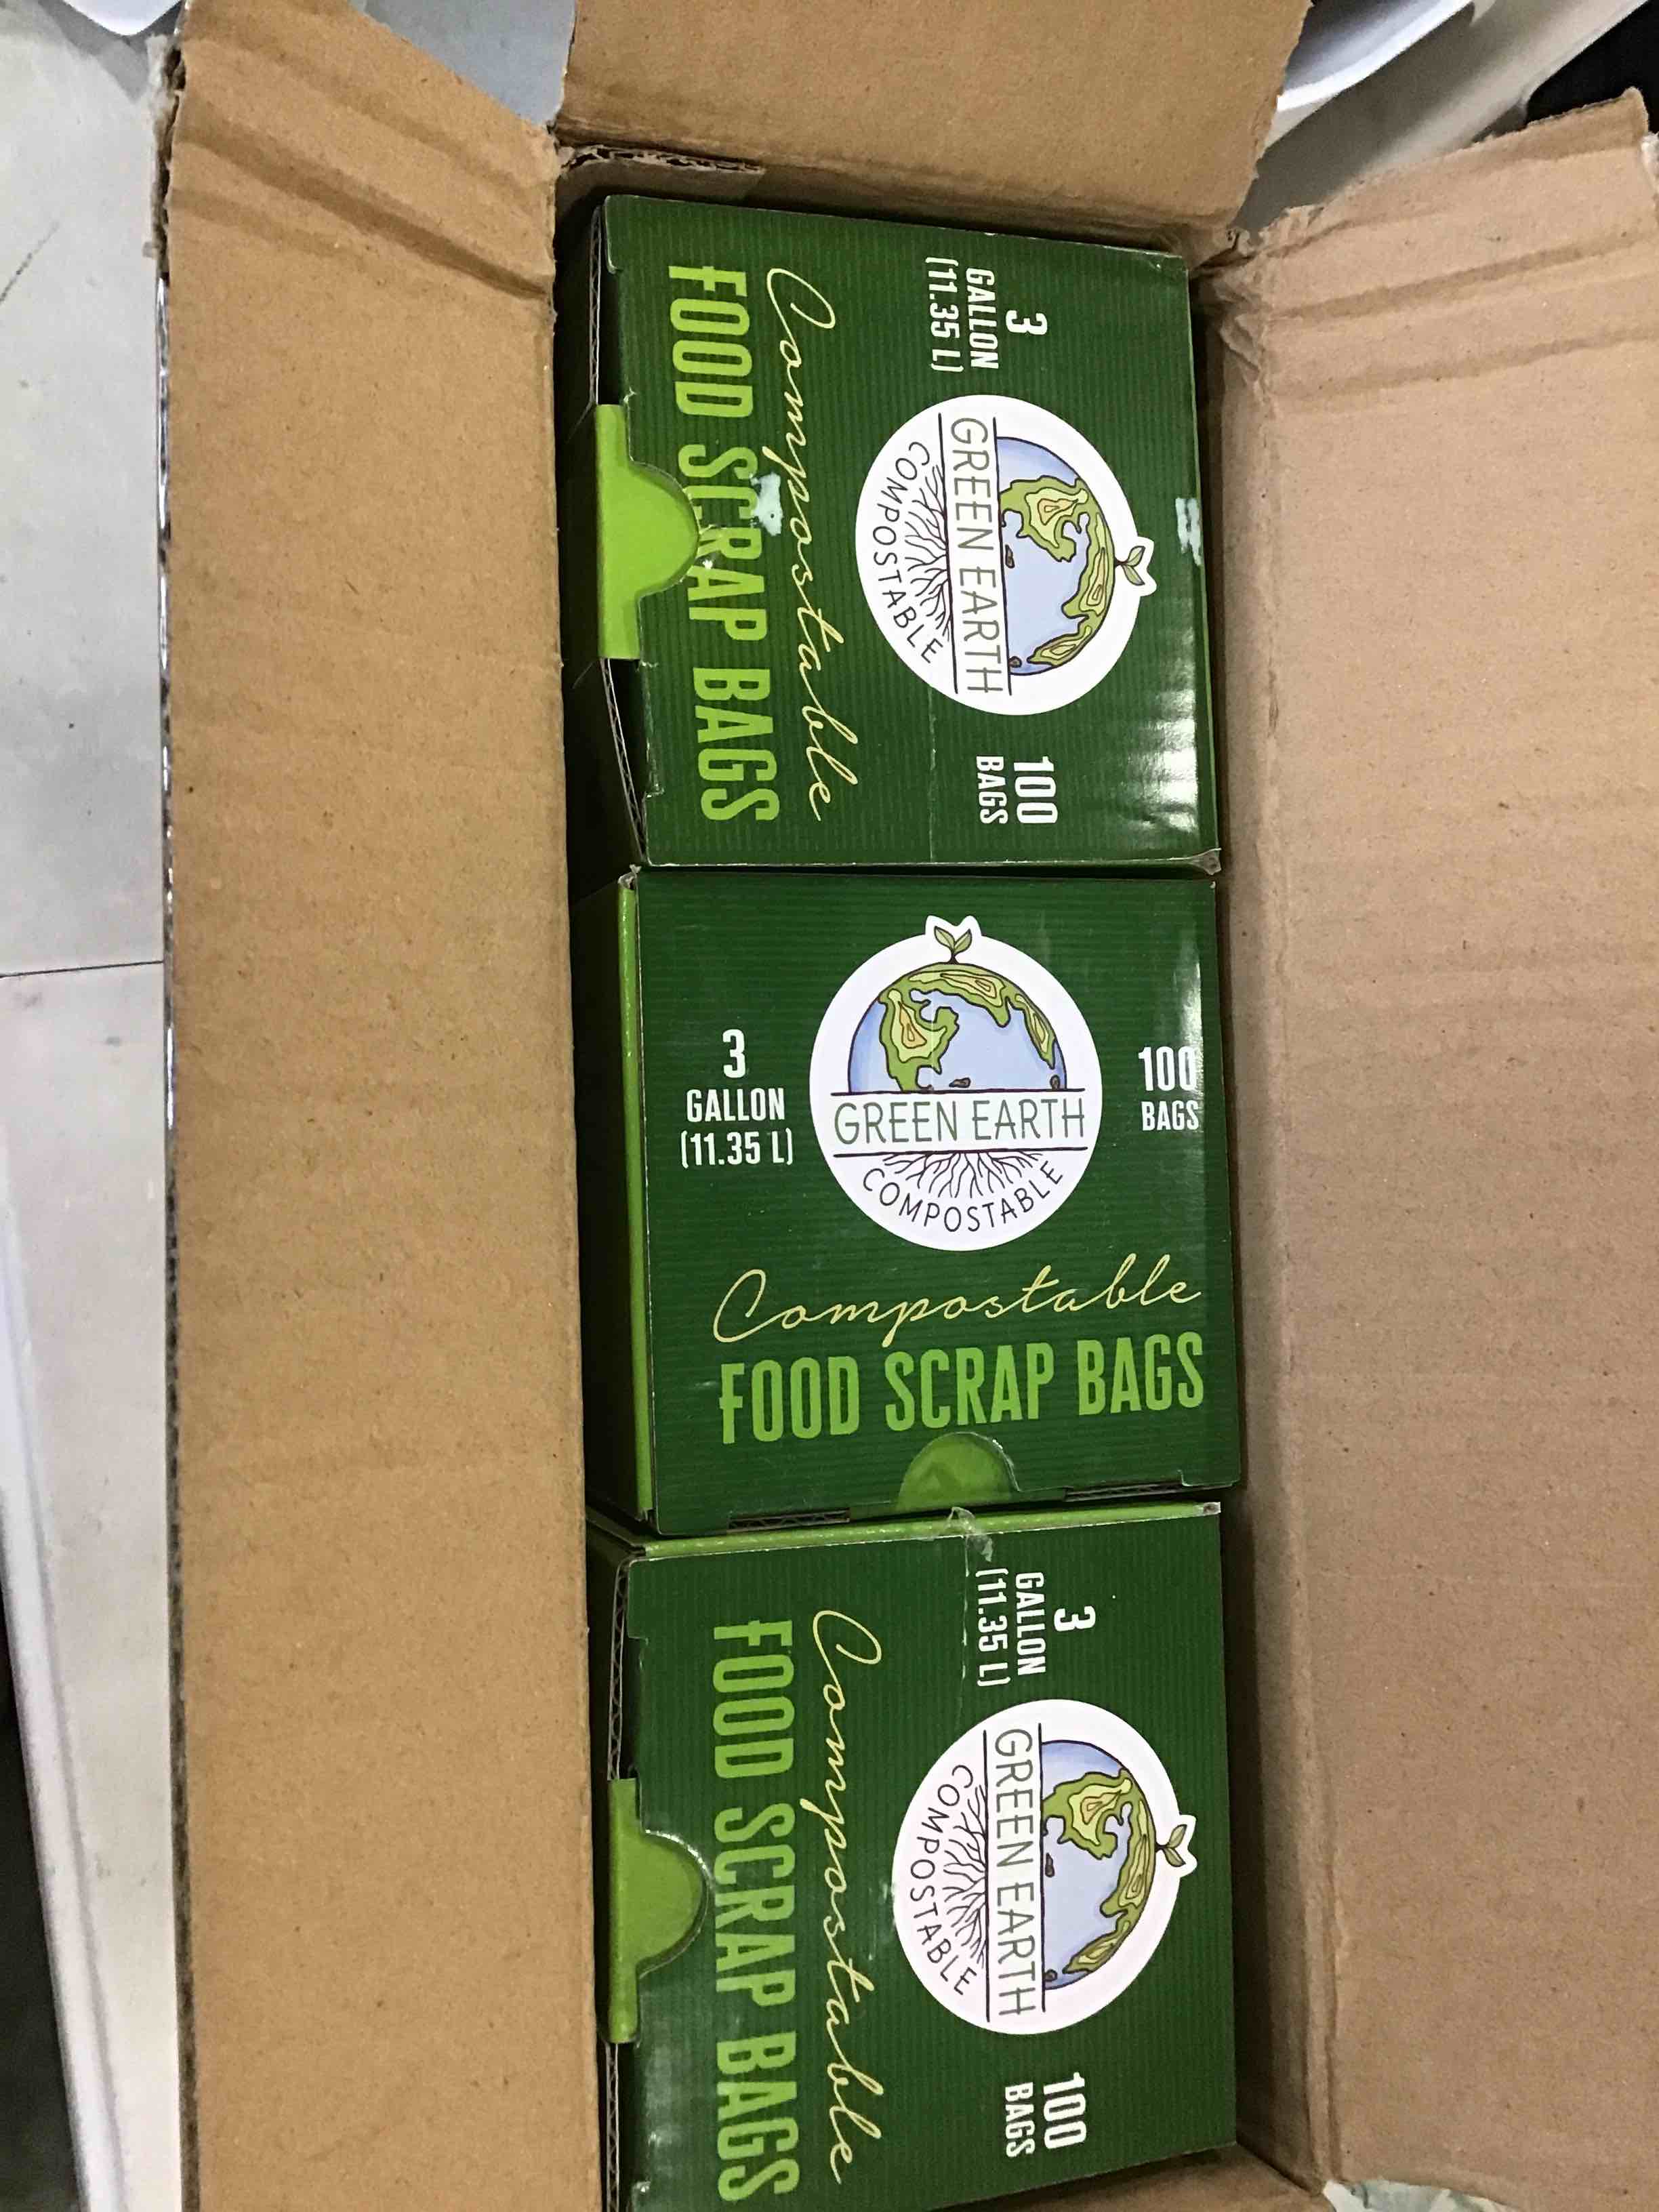 3
GALLON
(11.35 L)
GREEN EARTH
COMPOSTABLE
100
BAGS
Compostable
FOOD SCRAP BAGS
3
GALLON
(11.35 L)
GREEN EARTH
COMPOSTABLE
100
BAGS
Compostable
FOOD SCRAP BAGS
3
GALLON
(11.35 L)
GREEN EARTH
COMPOSTABLE
100
BAGS
Compostable
FOOD SCRAP BAGS